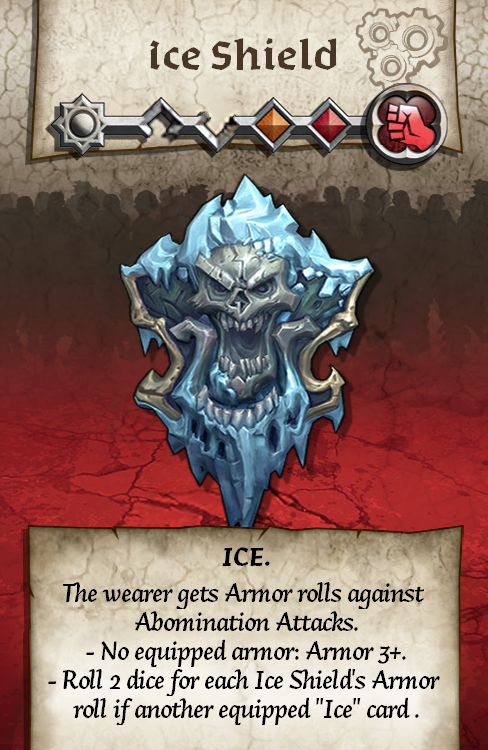 Ice Shield
ICE.
The wearer gets Armor rolls against
Abomination Attacks.
- No equipped armor: Armor 3+.
- Roll 2 dice for each Ice Shield's Armor
roll if another equipped "Ice" card .